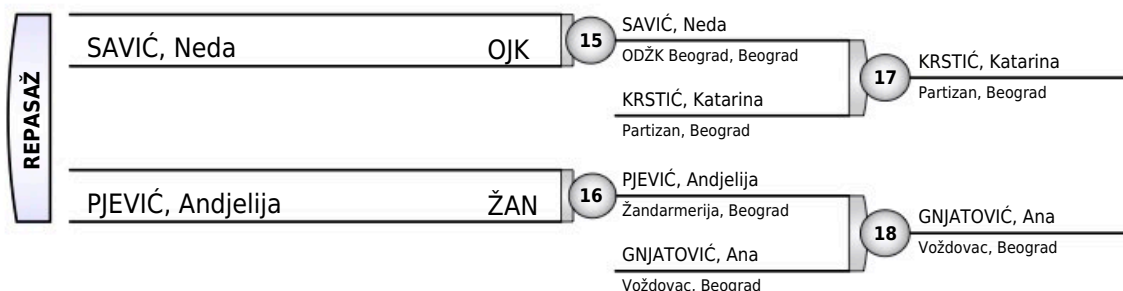 REPASAŽ
SAVIĆ, Neda OJK
15
SAVIĆ, Neda
ODŽK Beograd, Beograd
KRSTIĆ, Katarina
Partizan, Beograd
17
KRSTIĆ, Katarina
Partizan, Beograd
PJEVIĆ, Andjelija ŽAN
16
PJEVIĆ, Andjelija
Žandarmerija, Beograd
GNJATOVIĆ, Ana
Voždovac, Beograd
18
GNJATOVIĆ, Ana
Voždovac, Beograd